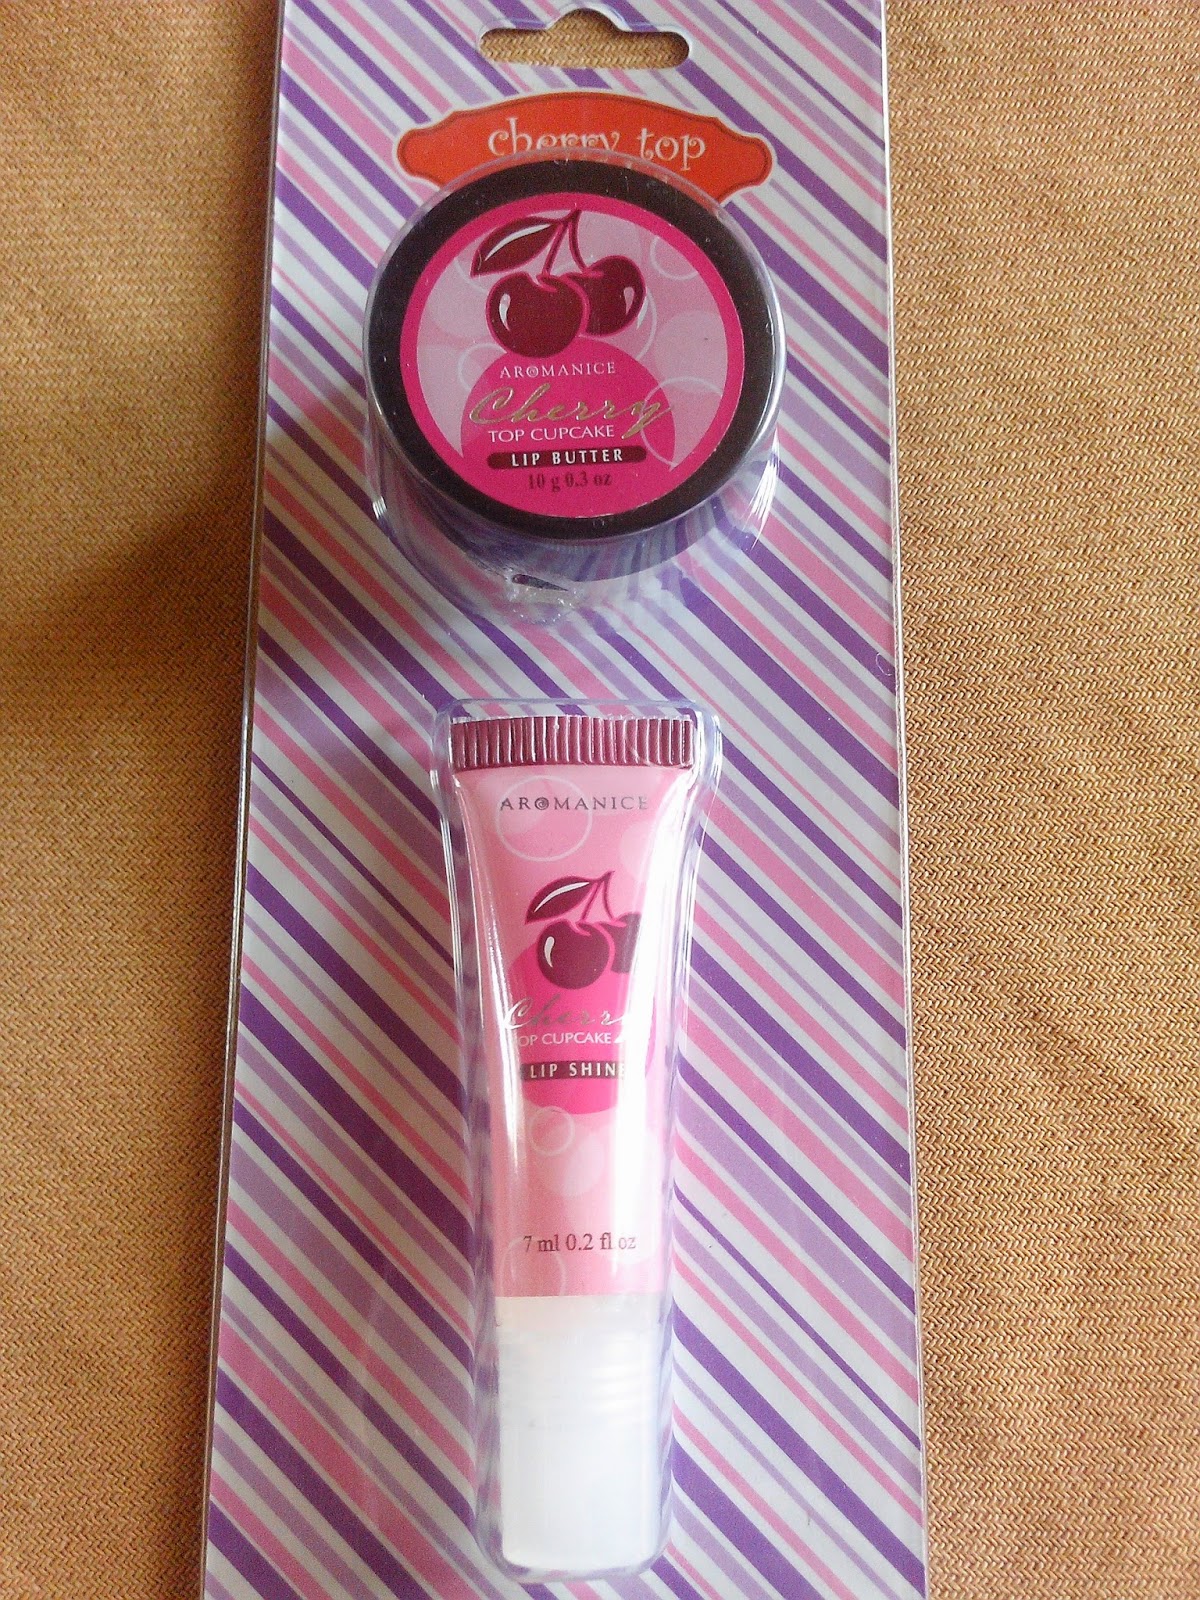 cherry top
AROMANICE
Cherry
TOP CUPCAKE
LIP BUTTER
10 g 0.3 oz
AROMANICE
Cherry
TOP CUPCAKE
LIP SHINE
7 ml 0.2 fl oz